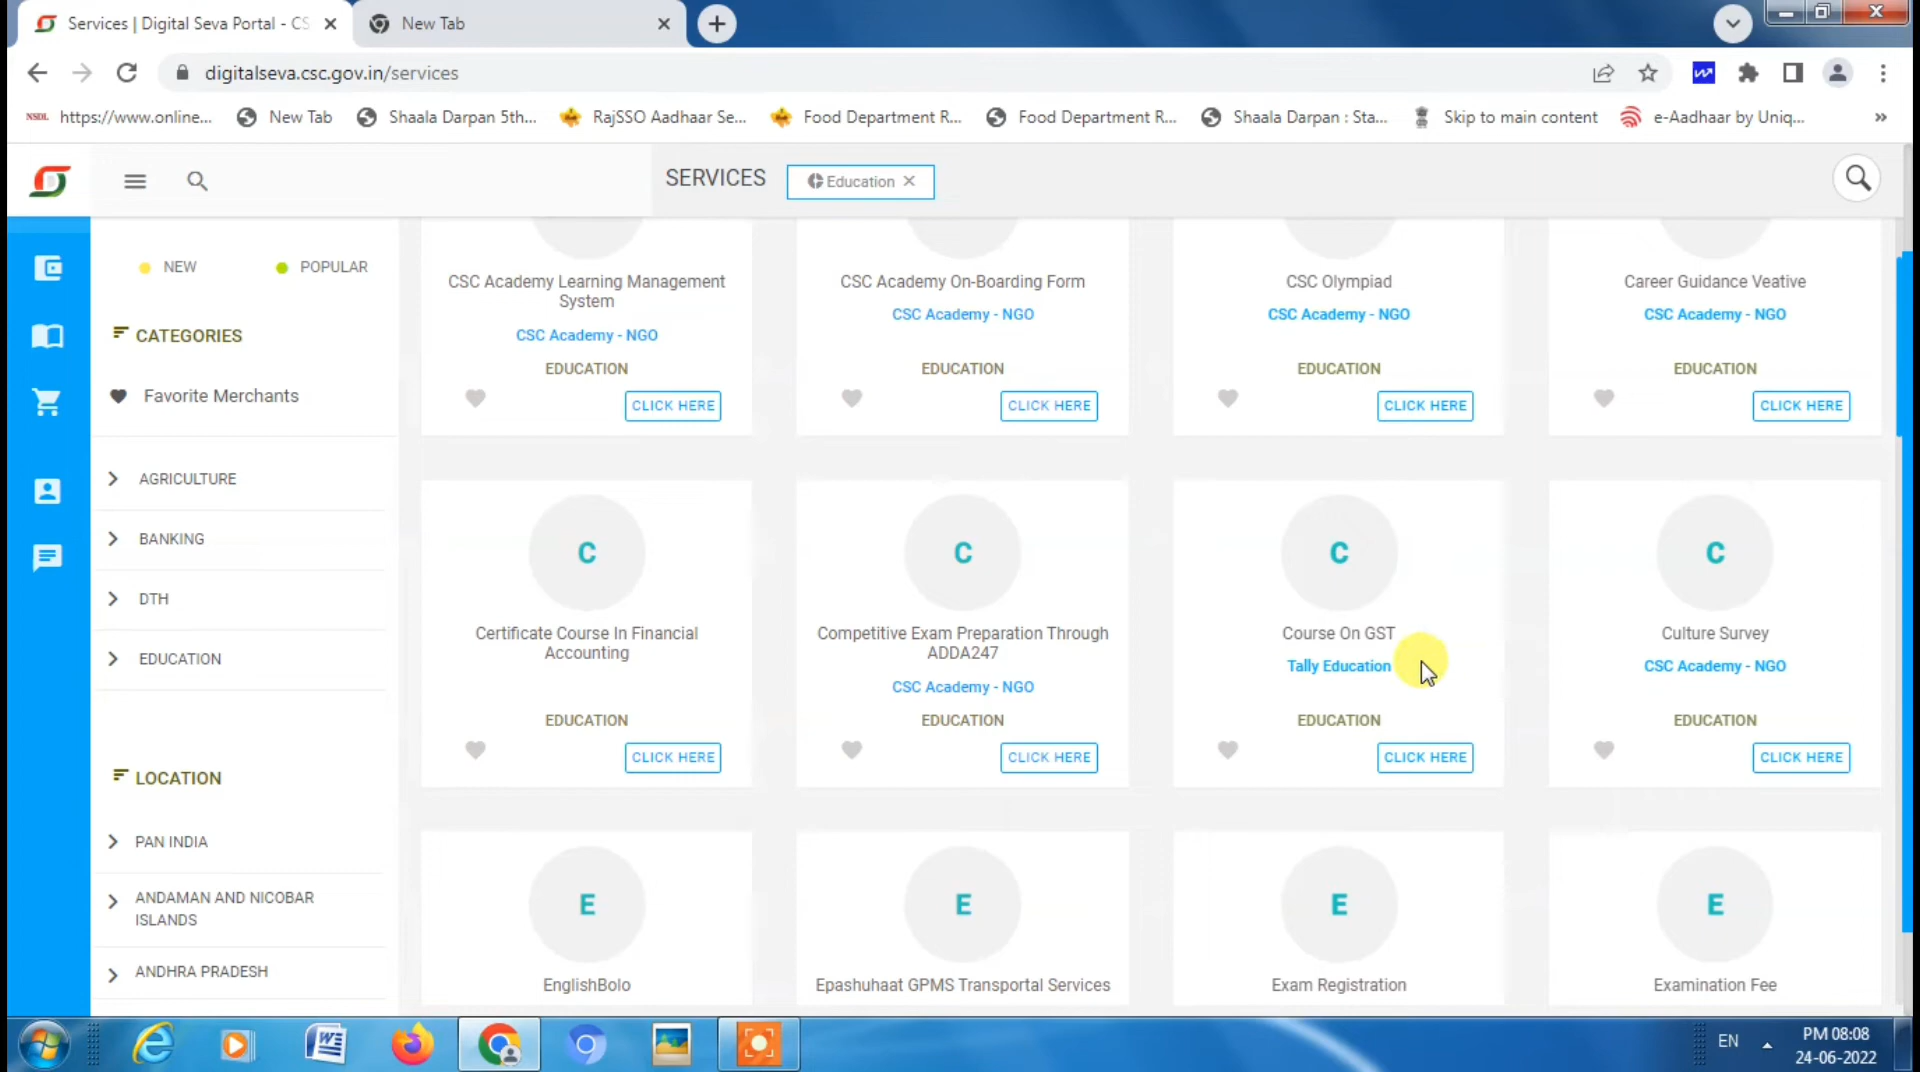 Services | Digital Seva Portal - CS
New Tab
digitalseva.csc.gov.in/services
NSDL https://www.online... New Tab Shaala Darpan 5th... RajSSO Aadhaar Se... Food Department R... Food Department R... Shaala Darpan : Sta... Skip to main content e-Aadhaar by Uniq... »
SERVICES Education
NEW POPULAR
CATEGORIES
Favorite Merchants
AGRICULTURE
BANKING
DTH
EDUCATION
LOCATION
PAN INDIA
ANDAMAN AND NICOBAR
ISLANDS
ANDHRA PRADESH
CSC Academy Learning Management
System
CSC Academy - NGO
EDUCATION
CLICK HERE
CSC Academy On-Boarding Form
CSC Academy - NGO
EDUCATION
CLICK HERE
CSC Olympiad
CSC Academy - NGO
EDUCATION
CLICK HERE
Career Guidance Veative
CSC Academy - NGO
EDUCATION
CLICK HERE
C
Certificate Course In Financial
Accounting
EDUCATION
CLICK HERE
C
Competitive Exam Preparation Through
ADDA247
CSC Academy - NGO
EDUCATION
CLICK HERE
C
Course On GST
Tally Education
EDUCATION
CLICK HERE
C
Culture Survey
CSC Academy - NGO
EDUCATION
CLICK HERE
E
EnglishBolo
E
Epashuhaat GPMS Transportal Services
E
Exam Registration
E
Examination Fee
EN
PM 08:08
24-06-2022